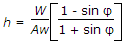 h = W/Aw [1 - sin φ / 1 + sin φ]